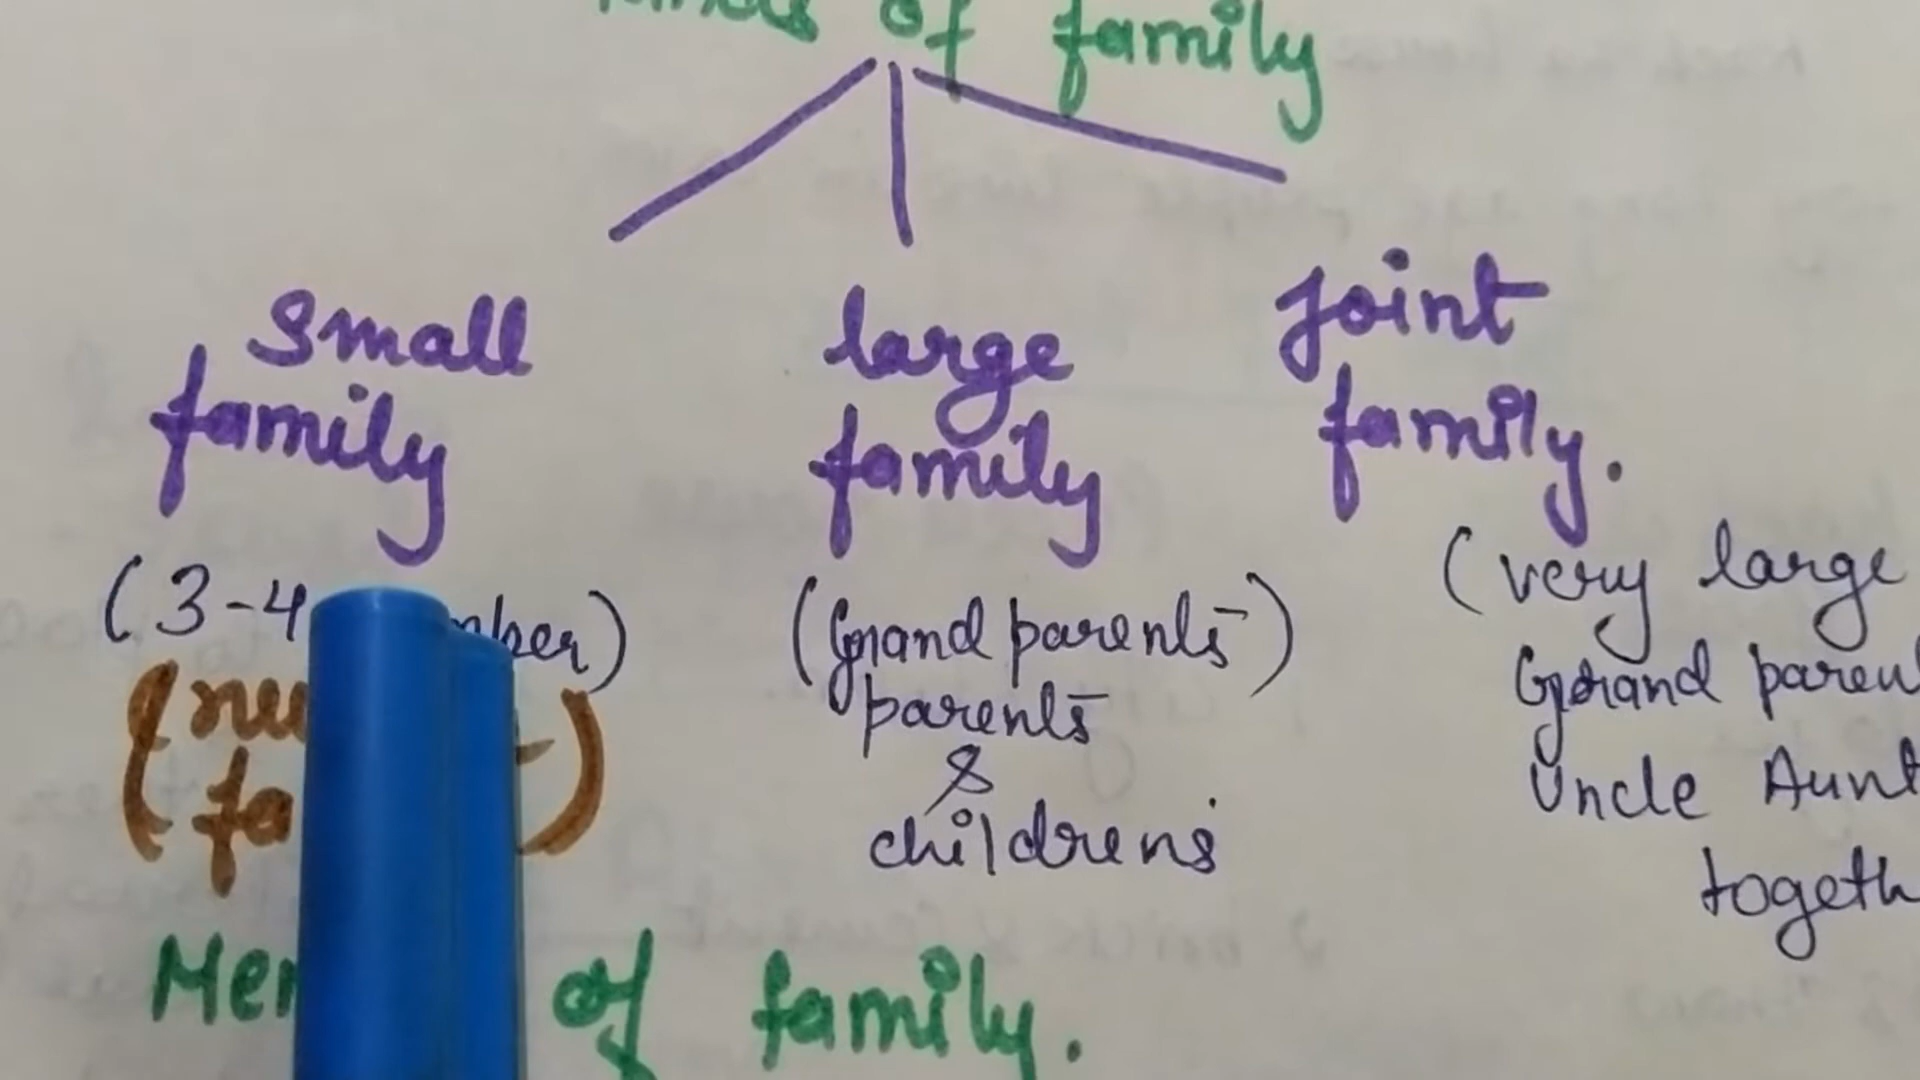 of family
small
family
(3-4
large
family
(Grand parents)
parents
&
childrens
joint
family.
(very large
Grand paren
Uncle Aunt
togeth
of family.